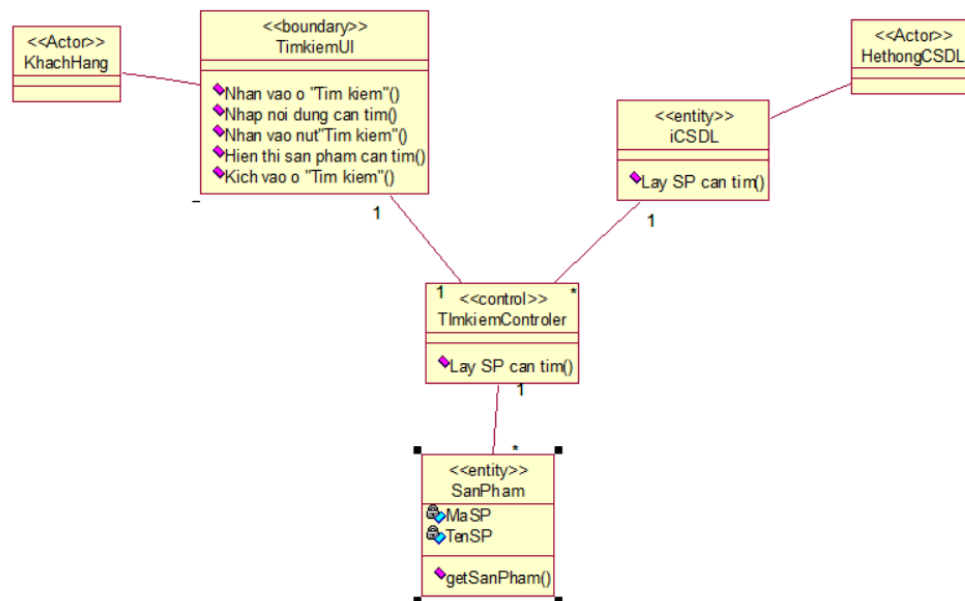 <<Actor>>
KhachHang
<<boundary>>
TimkiemUI
Nhan vao o "Tim kiem"()
Nhap noi dung can tim()
Nhan vao nut"Tim kiem"()
Hien thi san pham can tim()
Kich vao o "Tim kiem"()
<<Actor>>
HethongCSDL
<<entity>>
iCSDL
Lay SP can tim()
1
1
1
*
<<control>>
TImkiemControler
Lay SP can tim()
1
*
<<entity>>
SanPham
MaSP
TenSP
getSanPham()